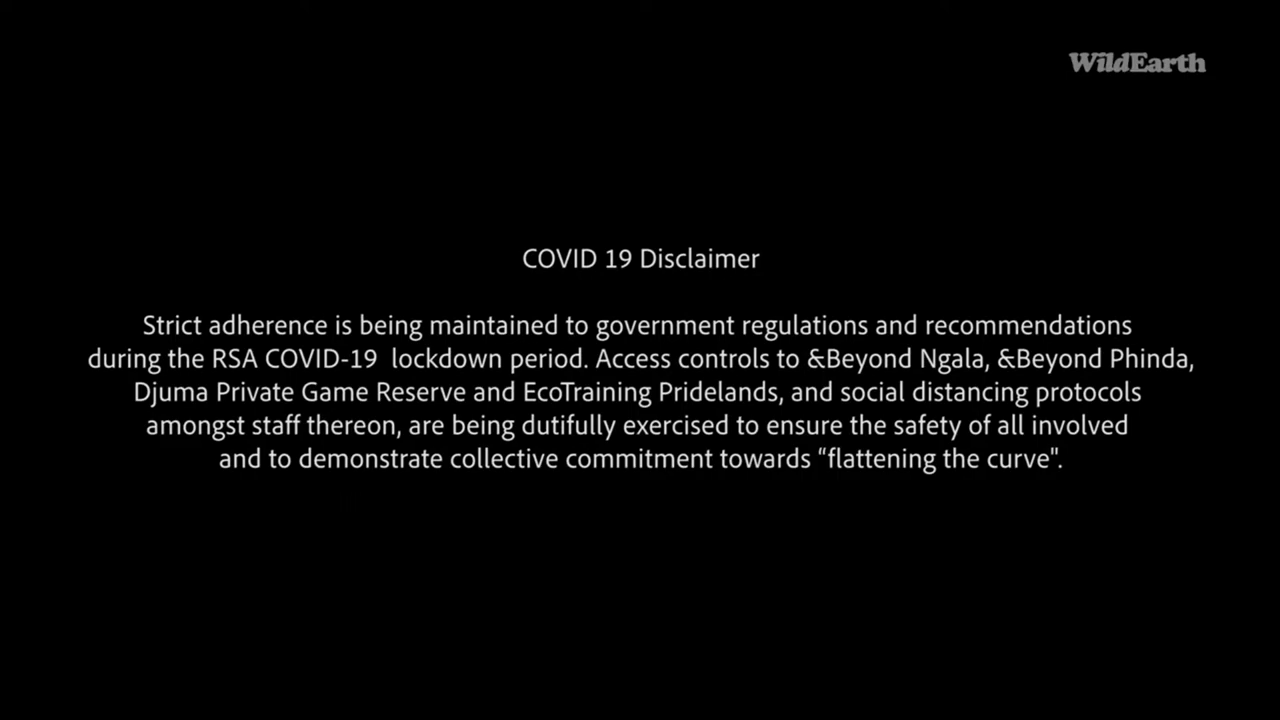 WildEarth
COVID 19 Disclaimer
Strict adherence is being maintained to government regulations and recommendations
during the RSA COVID-19  lockdown period. Access controls to &Beyond Ngala, &Beyond Phinda,
Djuma Private Game Reserve and EcoTraining Pridelands, and social distancing protocols
amongst staff thereon, are being dutifully exercised to ensure the safety of all involved
and to demonstrate collective commitment towards “flattening the curve".